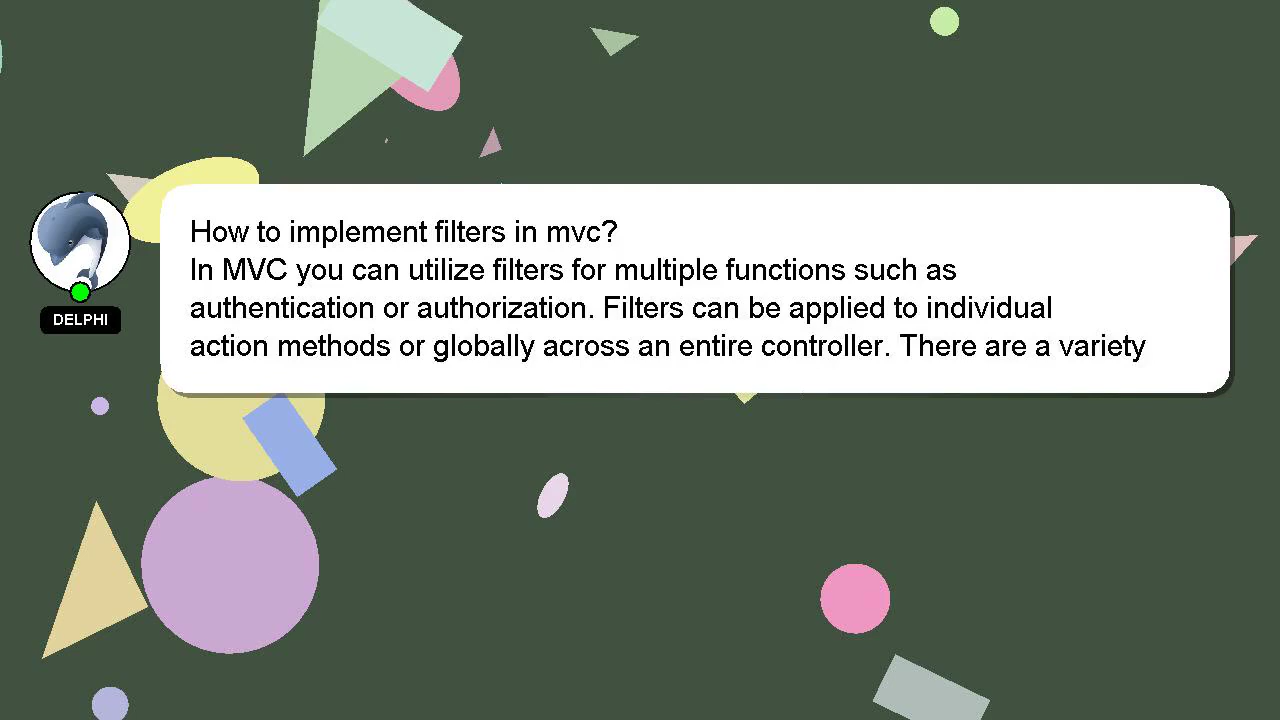 How to implement filters in mvc?
In MVC you can utilize filters for multiple functions such as
authentication or authorization. Filters can be applied to individual
action methods or globally across an entire controller. There are a variety
DELPHI